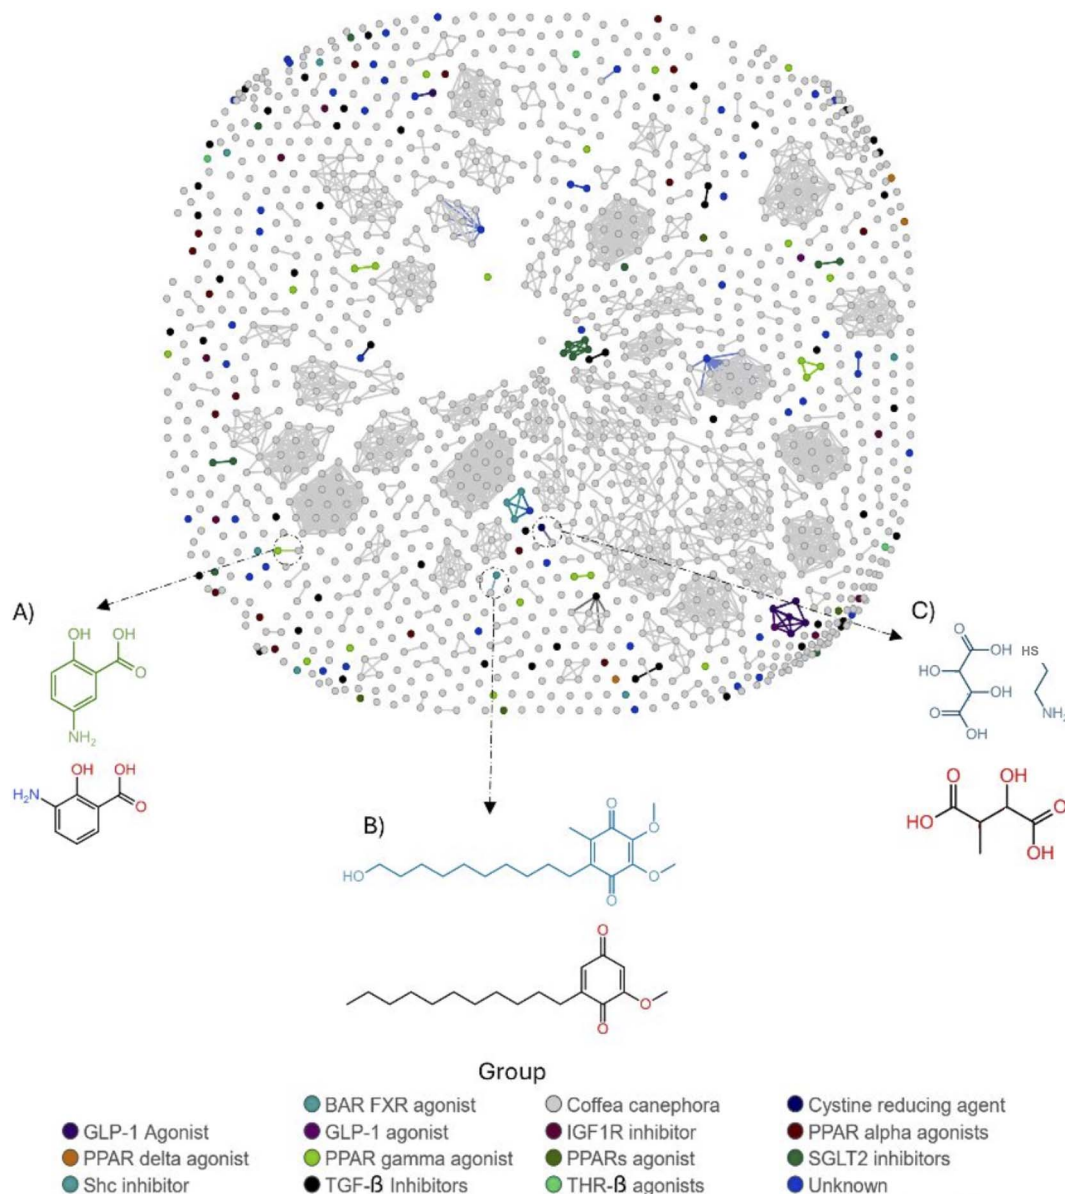 A)
OH
OH
O
NH2
OH
OH
H2N
O
B)
O
O
HO
O
O
O
O
O
C)
O
OH
HS
HO
OH
O
OH
NH2
O
OH
HO
O
OH
Group
BAR FXR agonist
Coffea canephora
Cystine reducing agent
GLP-1 Agonist
GLP-1 agonist
IGF1R inhibitor
PPAR alpha agonists
PPAR delta agonist
PPAR gamma agonist
PPARs agonist
SGLT2 inhibitors
Shc inhibitor
TGF-β Inhibitors
THR-β agonists
Unknown